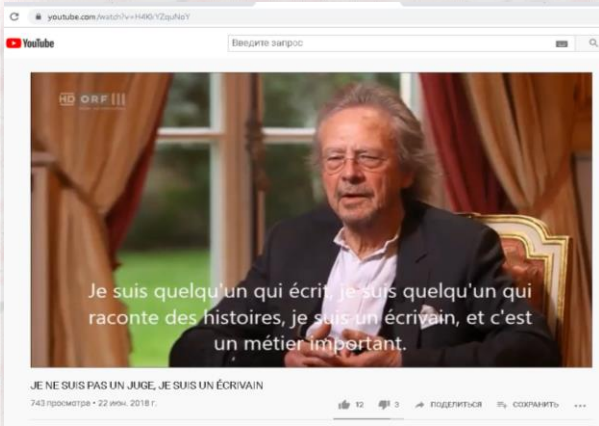 youtube.com/watch?v=H4KrYZquNoY
YouTube
Введите запрос
HD ORF III
Je suis quelqu'un qui écrit, je suis quelqu'un qui
raconte des histoires, je suis un écrivain, et c'est
un métier important.
JE NE SUIS PAS UN JUGE, JE SUIS UN ÉCRIVAIN
743 просмотра • 22 июн. 2018 г.
12 3 ПОДЕЛИТЬСЯ СОХРАНИТЬ ...